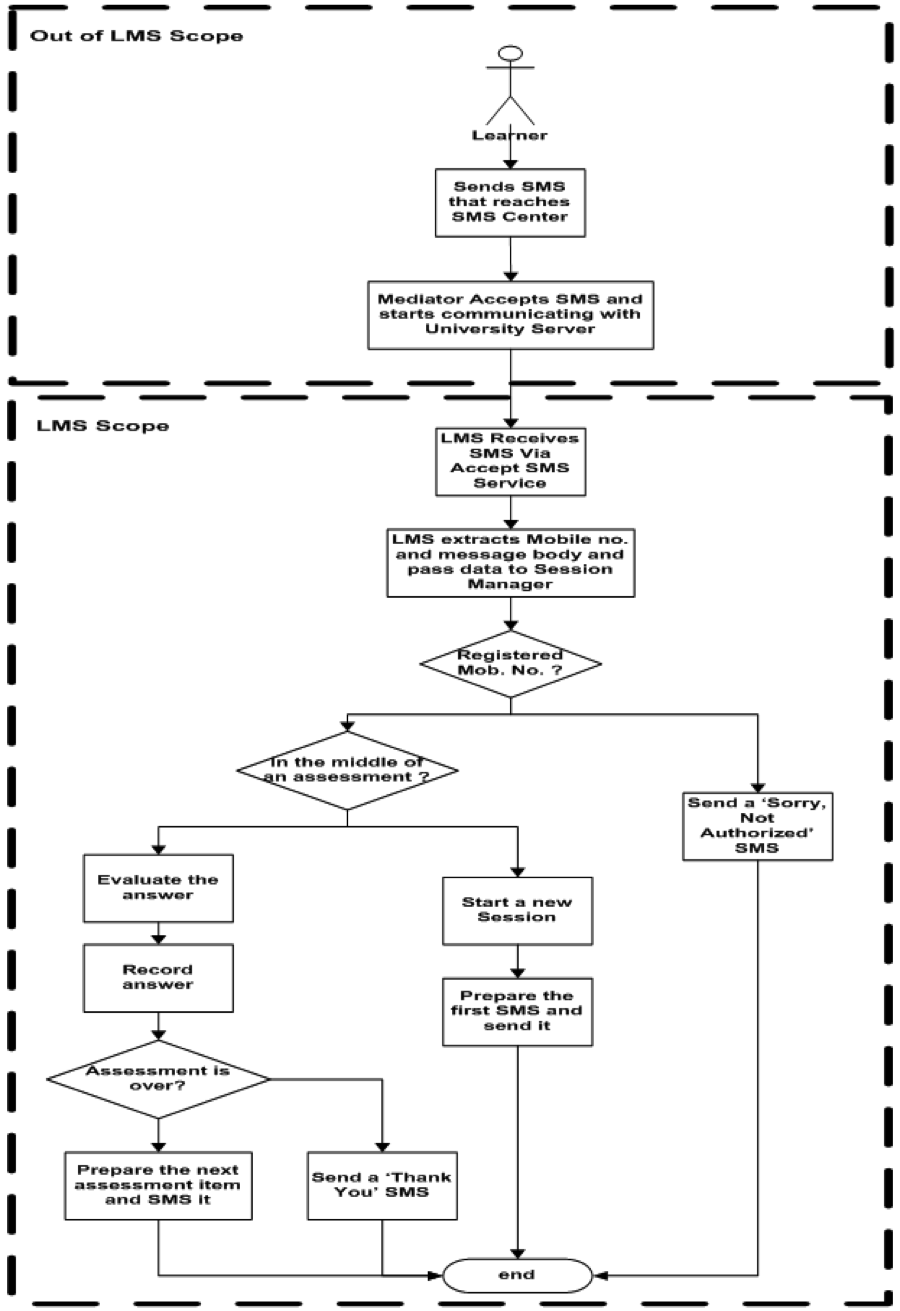 Out of LMS Scope
Learner
Sends SMS
that reaches
SMS Center
Mediator Accepts SMS and
starts communicating with
University Server
LMS Scope
LMS Receives
SMS Via
Accept SMS
Service
LMS extracts Mobile no.
and message body and
pass data to Session
Manager
Registered
Mob. No. ?
In the middle of
an assessment ?
Send a ‘Sorry,
Not
Authorized’
SMS
Evaluate the
answer
Start a new
Session
Record
answer
Prepare the
first SMS and
send it
Assessment is
over?
Prepare the next
assessment item
and SMS it
Send a ‘Thank
You’ SMS
end